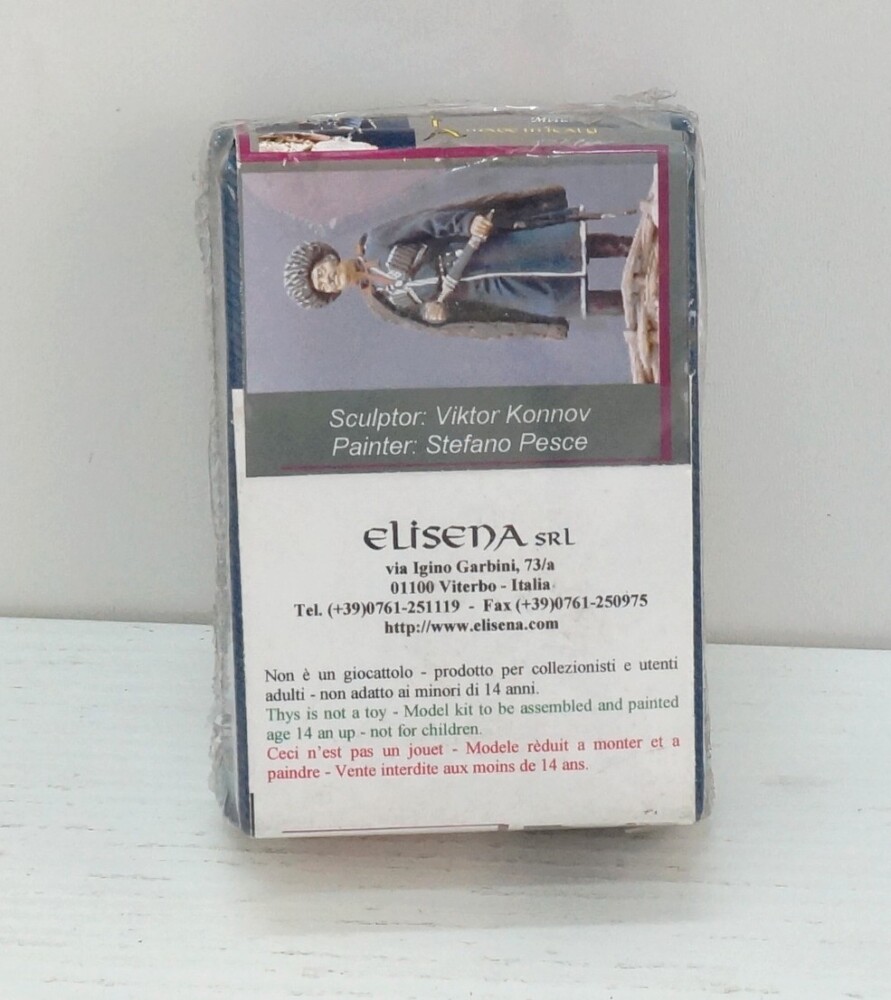 MADE IN ITALY
Sculptor: Viktor Konnov
Painter: Stefano Pesce
ELISENA SRL
via Igino Garbini, 73/a
01100 Viterbo - Italia
Tel. (+39)0761-251119 - Fax (+39)0761-250975
http://www.elisena.com
Non è un giocattolo - prodotto per collezionisti e utenti
adulti - non adatto ai minori di 14 anni.
Thys is not a toy - Model kit to be assembled and painted
age 14 an up - not for children.
Ceci n'est pas un jouet - Modele rèduit a monter et a
paindre - Vente interdite aux moins de 14 ans.